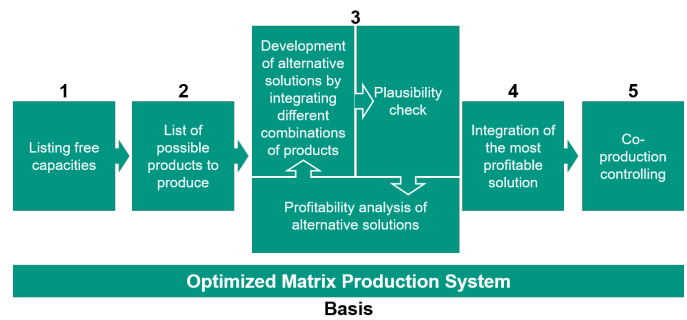 3
Development
of alternative
solutions by
integrating
different
combinations
of products
Plausibility
check
1
2
4
5
Listing free
capacities
List of
possible
products to
produce
Integration of
the most
profitable
solution
Co-
production
controlling
Profitability analysis of
alternative solutions
Optimized Matrix Production System
Basis